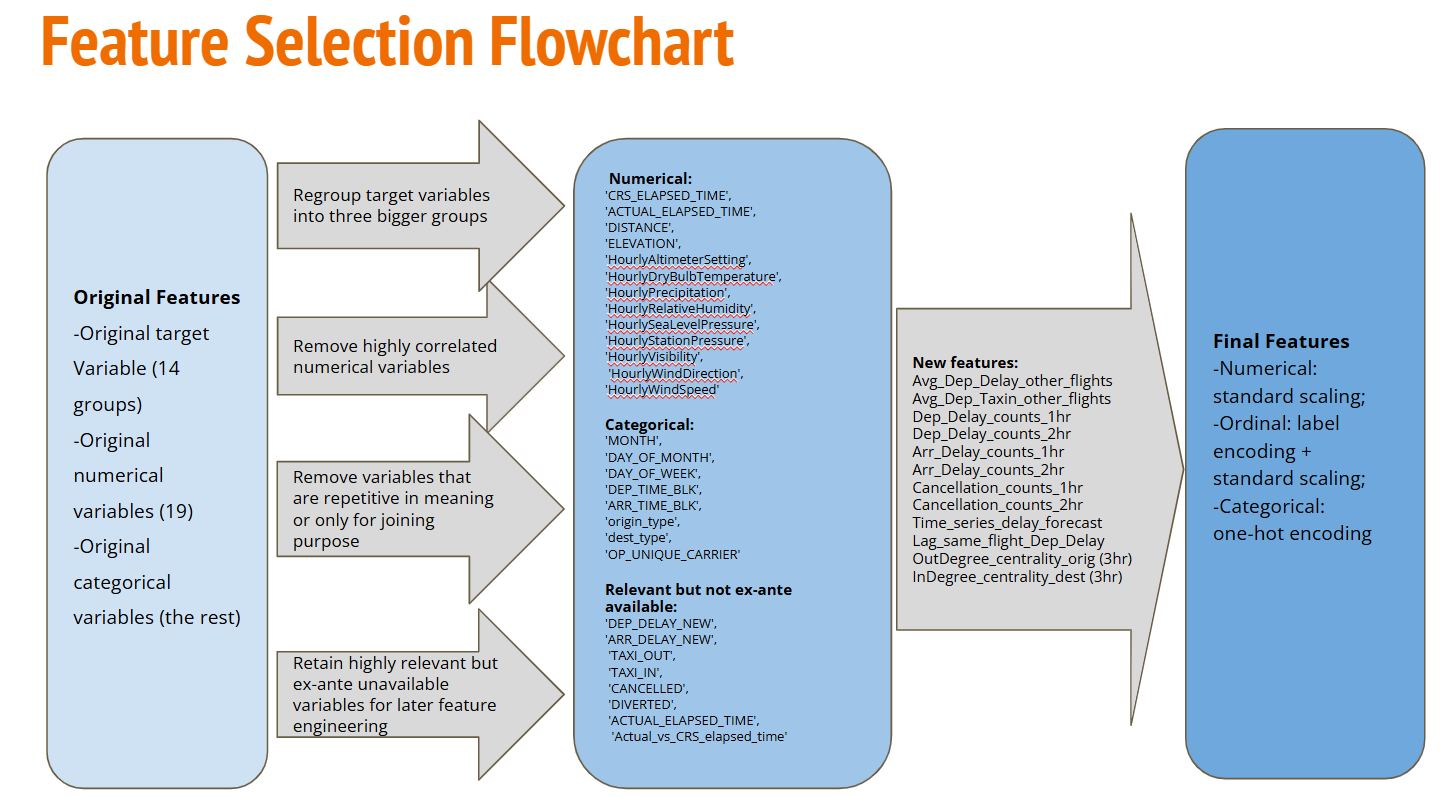 Feature Selection Flowchart
Original Features
-Original target
Variable (14
groups)
-Original
numerical
variables (19)
-Original
categorical
variables (the rest)
Regroup target variables
into three bigger groups
Remove highly correlated
numerical variables
Remove variables that
are repetitive in meaning
or only for joining
purpose
Retain highly relevant but
ex-ante unavailable
variables for later feature
engineering
Numerical:
'CRS_ELAPSED_TIME',
'ACTUAL_ELAPSED_TIME',
'DISTANCE',
'ELEVATION',
'HourlyAltimeterSetting',
'HourlyDryBulbTemperature',
'HourlyPrecipitation',
'HourlyRelativeHumidity',
'HourlySeaLevelPressure',
'HourlyStationPressure',
'HourlyVisibility',
'HourlyWindDirection',
'HourlyWindSpeed'
Categorical:
'MONTH',
'DAY_OF_MONTH',
'DAY_OF_WEEK',
'DEP_TIME_BLK',
'ARR_TIME_BLK',
'origin_type',
'dest_type',
'OP_UNIQUE_CARRIER'
Relevant but not ex-ante
available:
'DEP_DELAY_NEW',
'ARR_DELAY_NEW',
'TAXI_OUT',
'TAXI_IN',
'CANCELLED',
'DIVERTED',
'ACTUAL_ELAPSED_TIME',
'Actual_vs_CRS_elapsed_time'
New features:
Avg_Dep_Delay_other_flights
Avg_Dep_Taxin_other_flights
Dep_Delay_counts_1hr
Dep_Delay_counts_2hr
Arr_Delay_counts_1hr
Arr_Delay_counts_2hr
Cancellation_counts_1hr
Cancellation_counts_2hr
Time_series_delay_forecast
Lag_same_flight_Dep_Delay
OutDegree_centrality_orig (3hr)
InDegree_centrality_dest (3hr)
Final Features
-Numerical:
standard scaling;
-Ordinal: label
encoding +
standard scaling;
-Categorical:
one-hot encoding